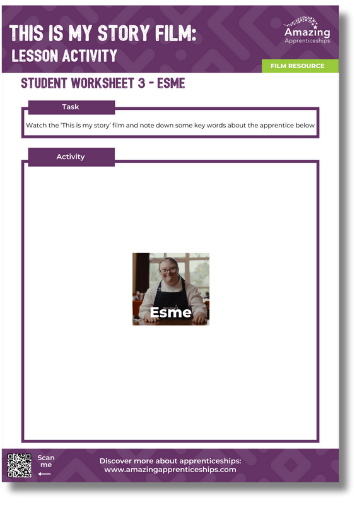 THIS IS MY STORY FILM:
LESSON ACTIVITY
Amazing
Apprenticeships
FILM RESOURCE
STUDENT WORKSHEET 3 - ESME
Task
Watch the 'This is my story' film and note down some key words about the apprentice below
Activity
Esme
Scan
me
Discover more about apprenticeships:
www.amazingapprenticeships.com